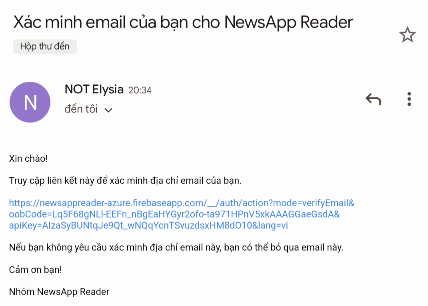 Xác minh email của bạn cho NewsApp Reader
Hộp thư đến
N
NOT Elysia 20:34
đến tôi
Xin chào!
Truy cập liên kết này để xác minh địa chỉ email của bạn.
https://newsappreader-azure.firebaseapp.com/__/auth/action?mode=verifyEmail&
oobCode=Lq5F68gNLl-EEFn_nBgEaHYGyr2ofo-ta971HPnV5xkAAAGGaeGsdA&
apiKey=AIzaSyBUNtqJe9Qt_wNQqYcnTSvuzdsxHM8dO10&lang=vi
Nếu bạn không yêu cầu xác minh địa chỉ email này, bạn có thể bỏ qua email này.
Cảm ơn bạn!
Nhóm NewsApp Reader